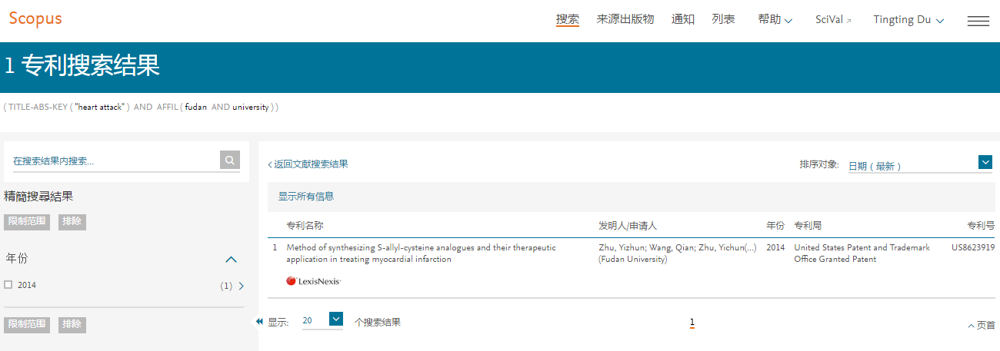 Scopus
搜索 来源出版物 通知 列表 帮助 SciVal ↗ Tingting Du
1 专利搜索结果
( TITLE-ABS-KEY ( "heart attack" ) AND AFFIL ( fudan AND university ) )
在搜索结果内搜索...
精簡搜尋結果
限制范围 排除
年份
2014 (1)
限制范围 排除
返回文献搜索结果
排序对象: 日期 ( 最新 )
显示所有信息
专利名称 发明人/申请人 年份 专利局 专利号
1 Method of synthesizing S-allyl-cysteine analogues and their therapeutic Zhu, Yizhun; Wang, Qian; Zhu, Yichun(...) 2014 United States Patent and Trademark US8623919
application in treating myocardial infarction (Fudan University) Office Granted Patent
LexisNexis
显示: 20 个搜索结果 1 页首